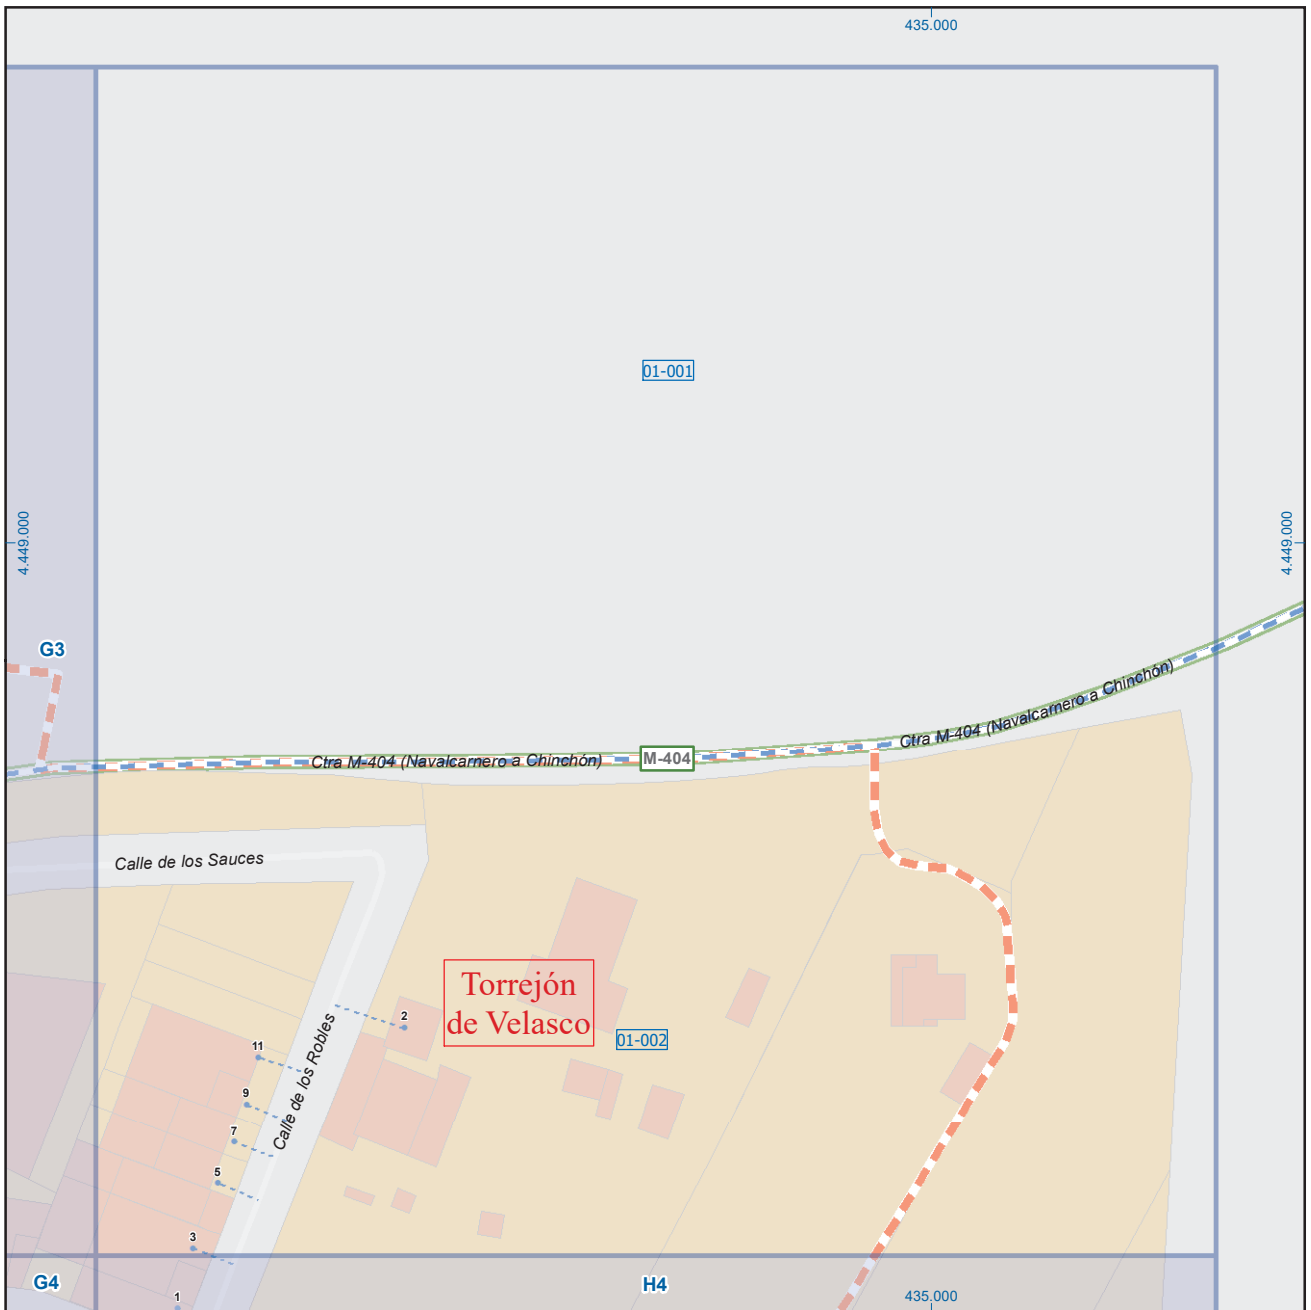 435.000
01-001
4.449.000
4.449.000
G3
Ctra M-404 (Navalcarnero a Chinchón)
Ctra M-404 (Navalcarnero a Chinchón)
M-404
Calle de los Sauces
Torrejón
de Velasco
2
01-002
11
Calle de los Robles
9
7
5
3
G4
H4
435.000
1